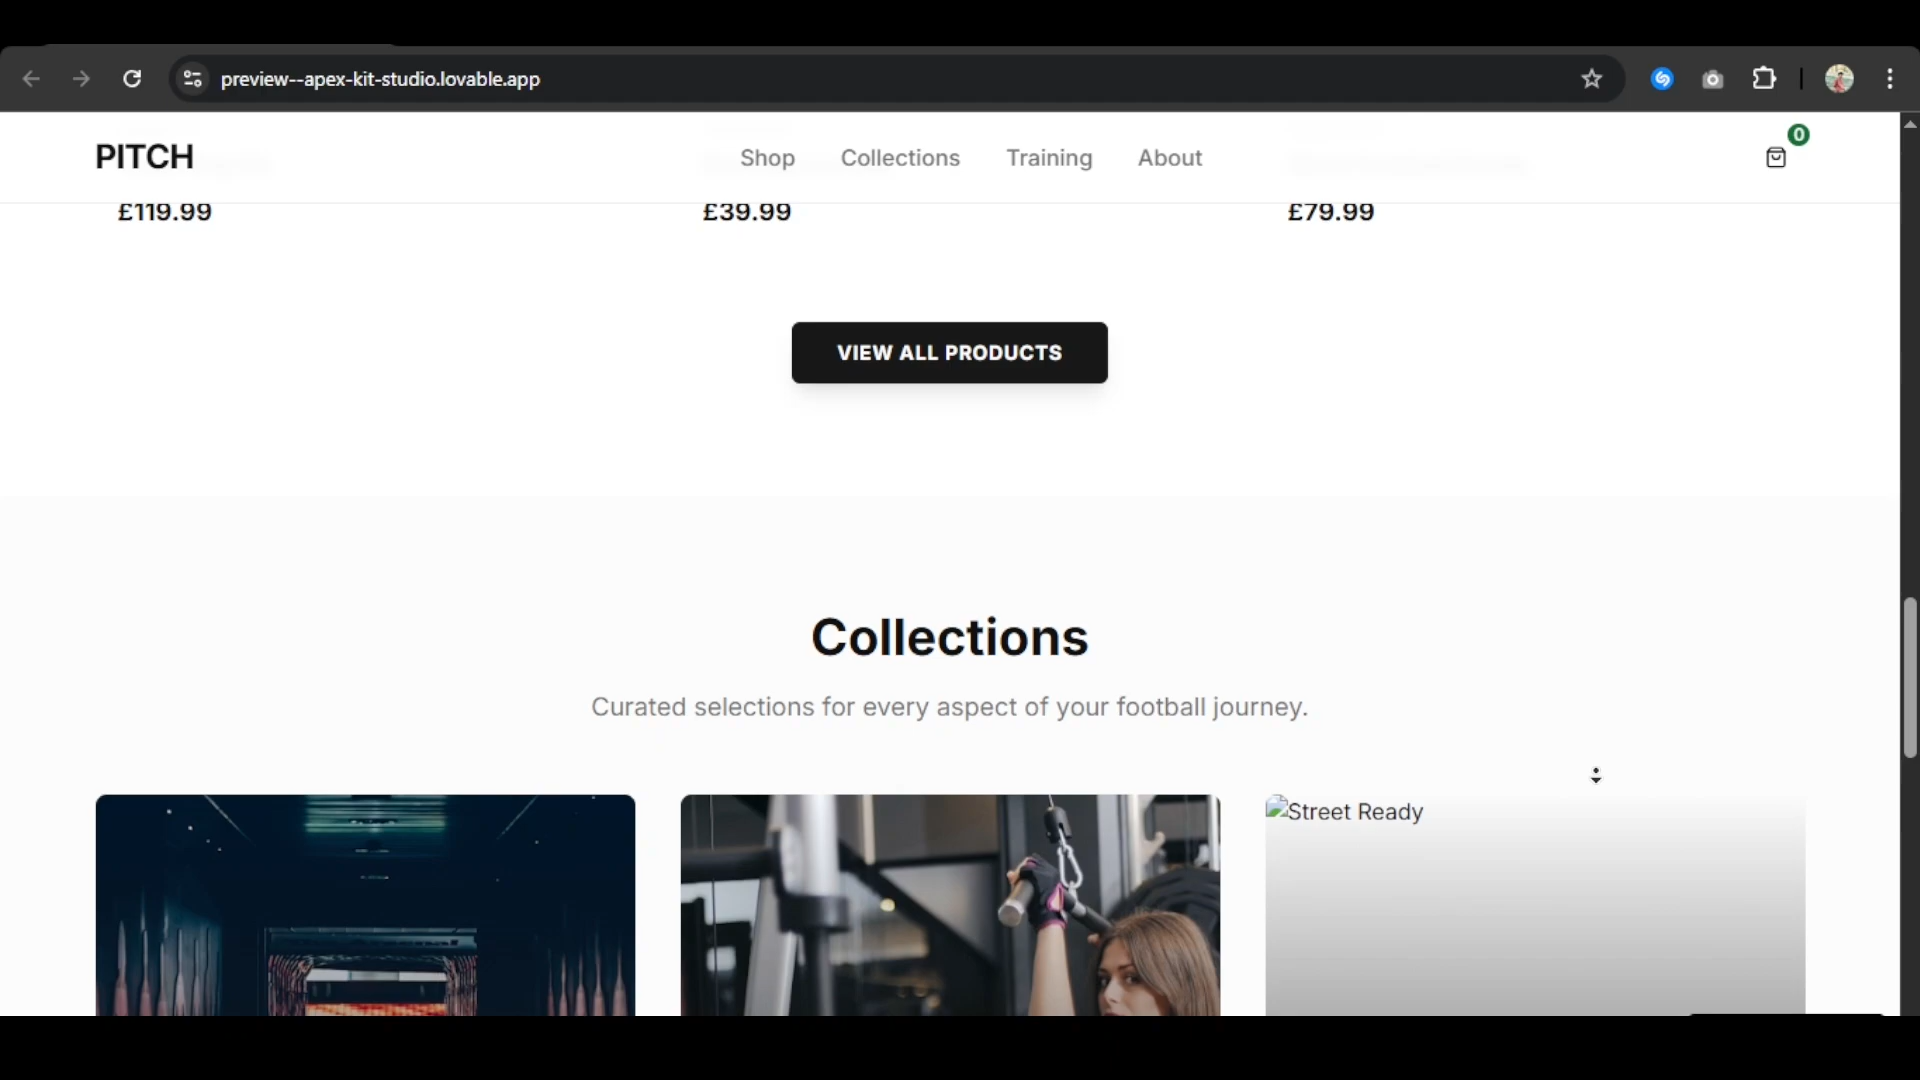 preview--apex-kit-studio.lovable.app
PITCH
Shop
Collections
Training
About
0
£119.99
£39.99
£79.99
VIEW ALL PRODUCTS
Collections
Curated selections for every aspect of your football journey.
Street Ready